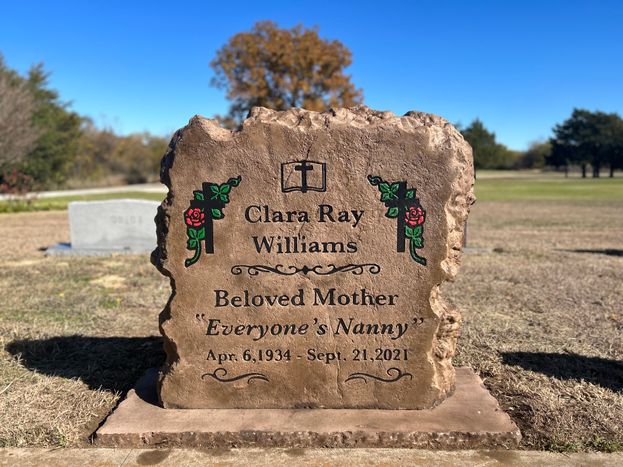 Clara Ray
Williams
Beloved Mother
"Everyone's Nanny"
Apr. 6,1934 - Sept. 21,2021